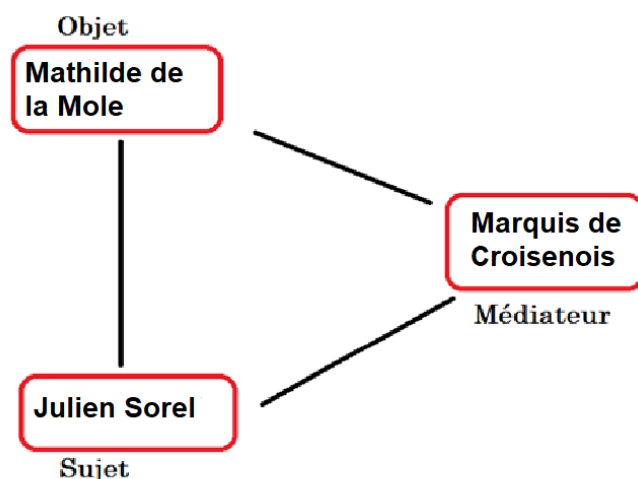 Objet
Mathilde de
la Mole
Marquis de
Croisenois
Médiateur
Julien Sorel
Sujet